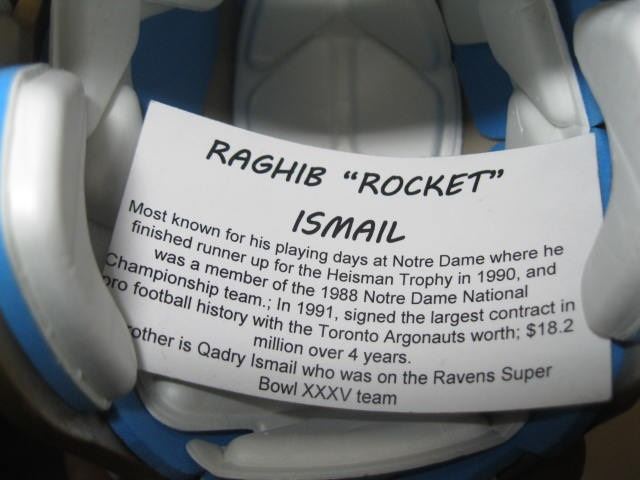 RAGHIB "ROCKET"
ISMAIL
Most known for his playing days at Notre Dame where he
finished runner up for the Heisman Trophy in 1990, and
was a member of the 1988 Notre Dame National
Championship team.; In 1991, signed the largest contract in
pro football history with the Toronto Argonauts worth; $18.2
million over 4 years.
rother is Qadry Ismail who was on the Ravens Super
Bowl XXXV team